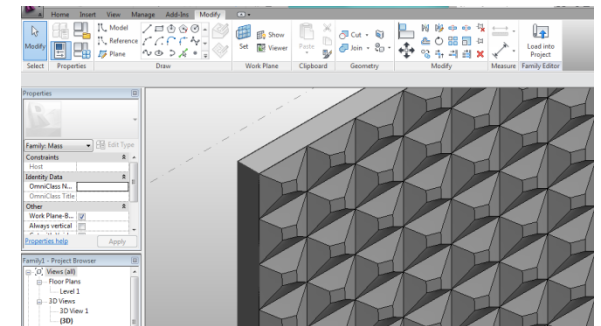 Home Insert View Manage Add-Ins Modify
Model
Reference
Plane
Modify
Set
Show
Viewer
Paste
Cut
Join
Load into
Project
Select Properties Draw Work Plane Clipboard Geometry Modify Measure Family Editor
Properties
Family: Mass
Edit Type
Constraints
Host
Identity Data
OmniClass N...
OmniClass Title
Other
Work Plane-B...
Always vertical
Properties help
Apply
Family1 - Project Browser
Views (all)
Floor Plans
Level 1
3D Views
3D View 1
(3D)